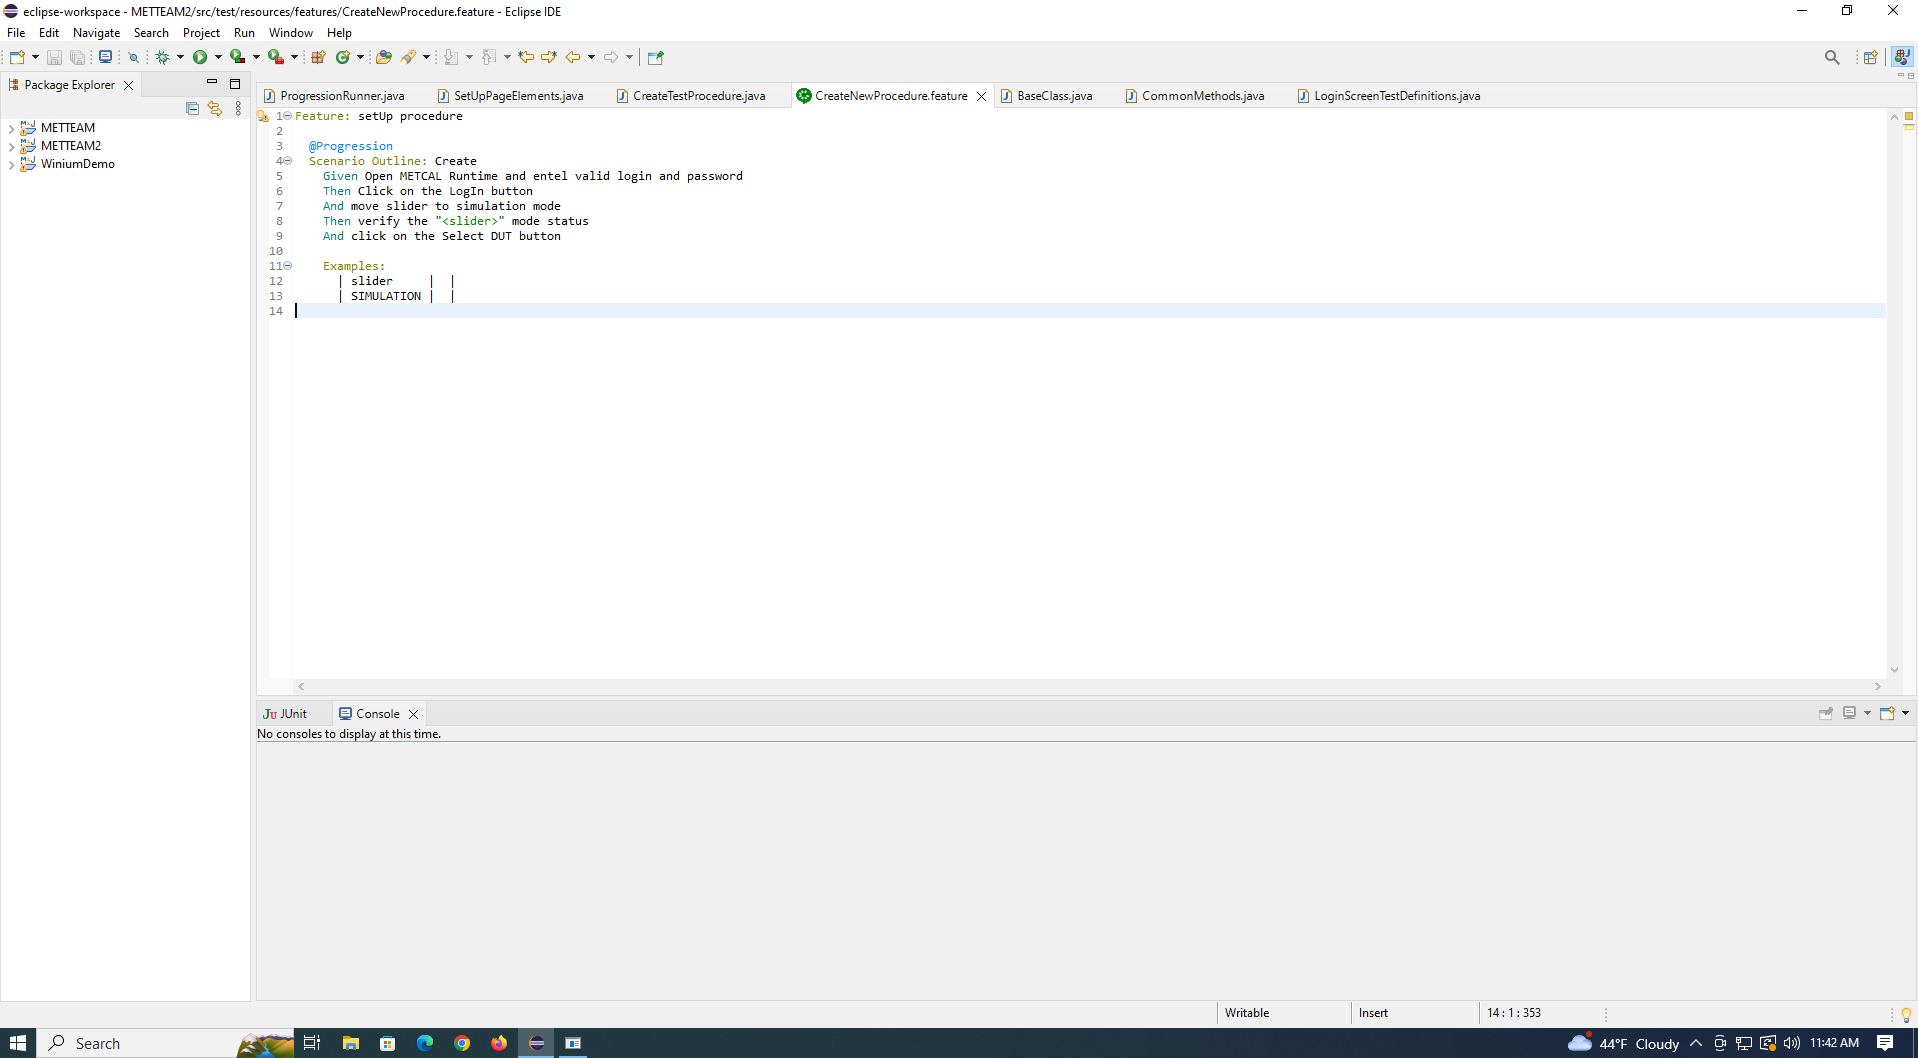 eclipse-workspace - METTEAM2/src/test/resources/features/CreateNewProcedure.feature - Eclipse IDE
File Edit Navigate Search Project Run Window Help
Package Explorer
METTEAM
METTEAM2
WiniumDemo
ProgressionRunner.java SetUpPageElements.java CreateTestProcedure.java CreateNewProcedure.feature BaseClass.java CommonMethods.java LoginScreenTestDefinitions.java
1 Feature: setUp procedure
2
3 @Progression
4 Scenario Outline: Create
5 Given Open METCAL Runtime and entel valid login and password
6 Then Click on the LogIn button
7 And move slider to simulation mode
8 Then verify the "<slider>" mode status
9 And click on the Select DUT button
10
11 Examples:
12 | slider | |
13 | SIMULATION | |
14
JUnit Console
No consoles to display at this time.
Writable Insert 14 : 1 : 353
Search 44°F Cloudy 11:42 AM